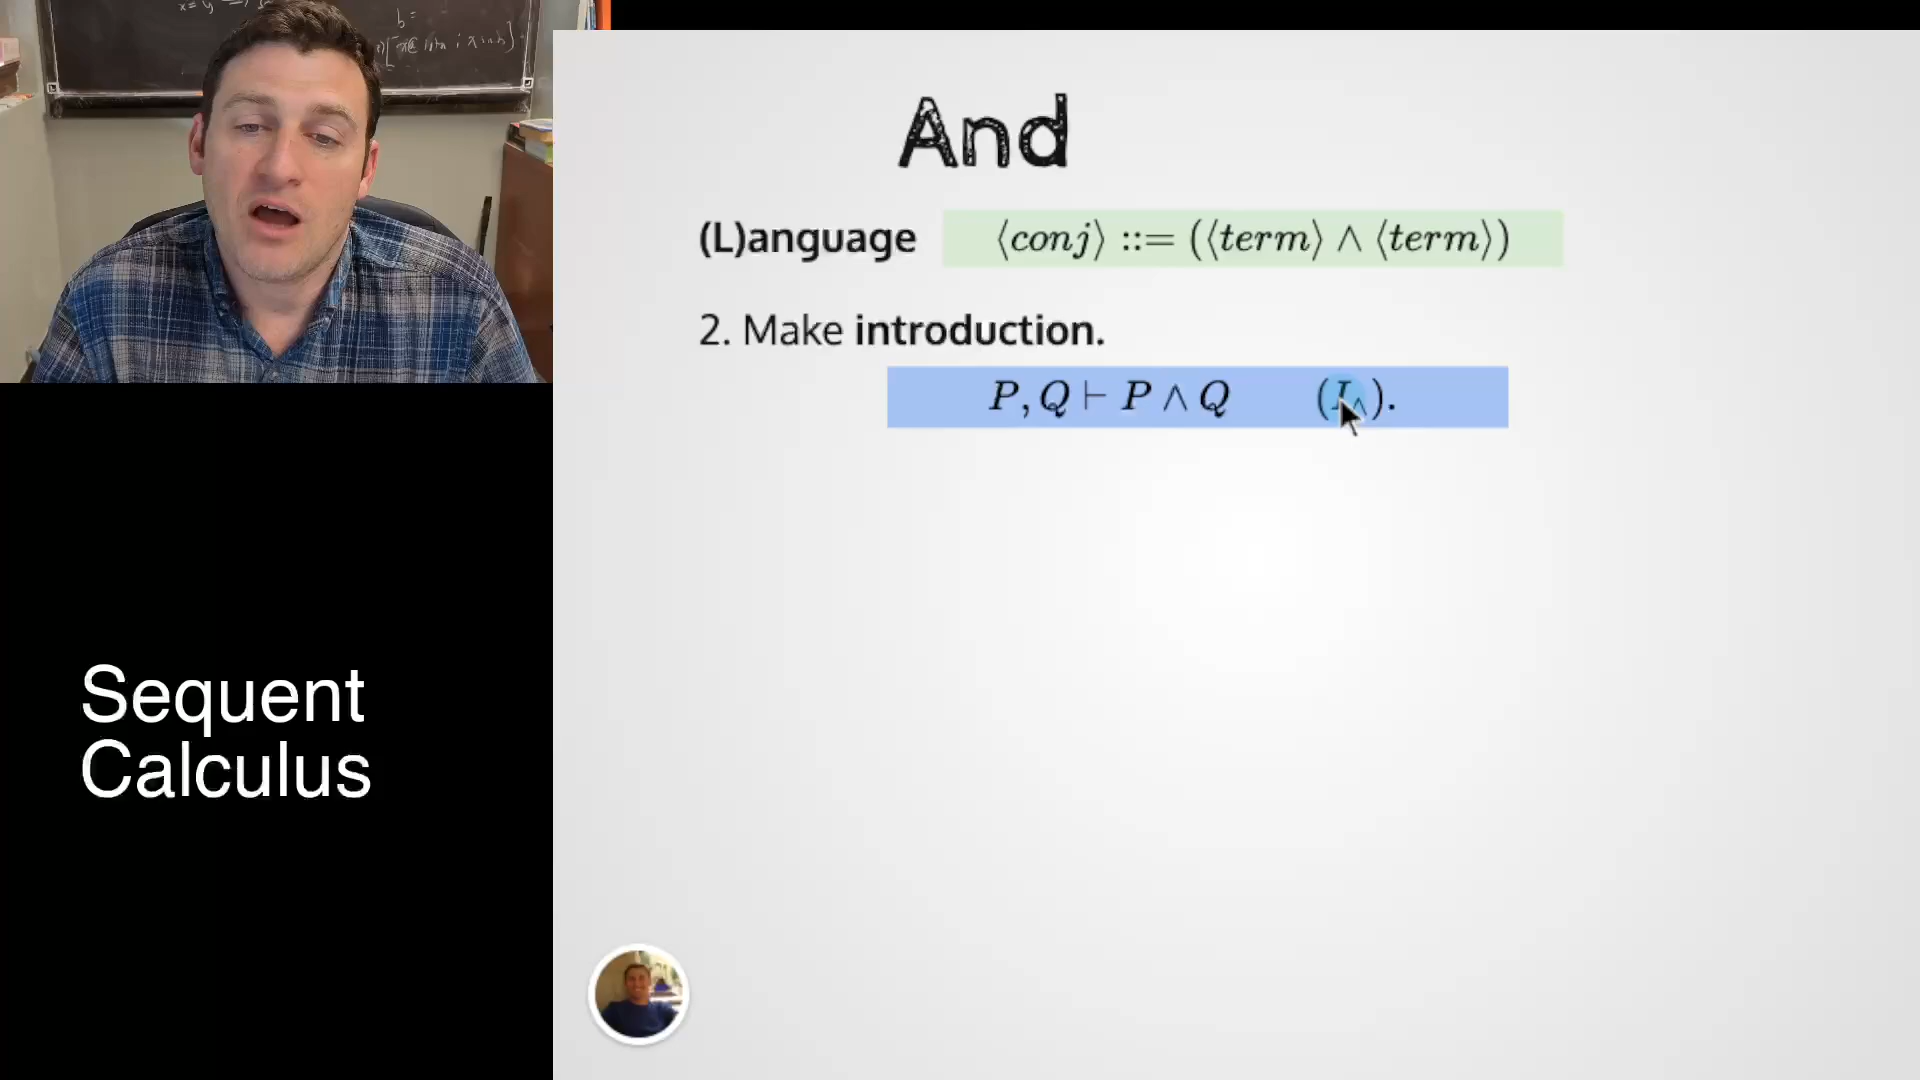 And
(L)anguage ⟨conj⟩ ::= (⟨term⟩ ∧ ⟨term⟩)
2. Make introduction.
P, Q ⊢ P ∧ Q (I∧).
Sequent
Calculus